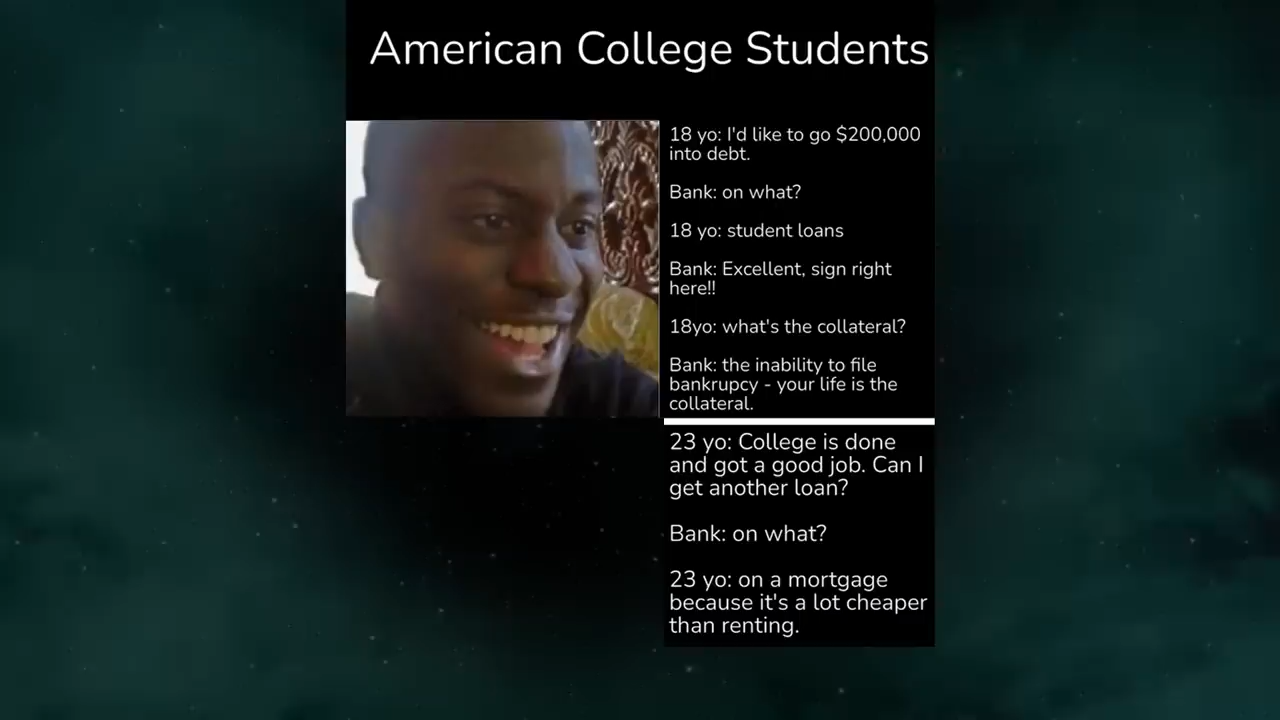 American College Students
18 yo: I'd like to go $200,000
into debt.
Bank: on what?
18 yo: student loans
Bank: Excellent, sign right
here!!
18yo: what's the collateral?
Bank: the inability to file
bankrupcy - your life is the
collateral.
23 yo: College is done
and got a good job. Can I
get another loan?
Bank: on what?
23 yo: on a mortgage
because it's a lot cheaper
than renting.